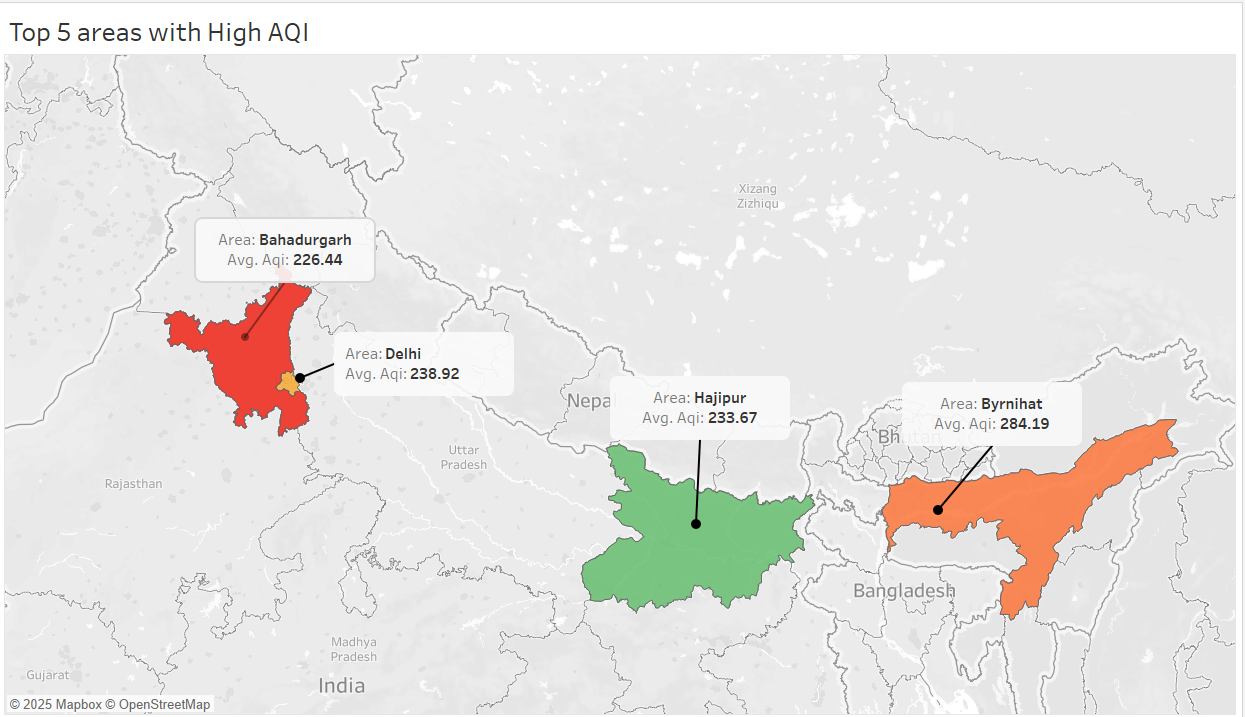 Top 5 areas with High AQI
Xizang
Zizhiqu
Area: Bahadurgarh
Avg. Aqi: 226.44
Area: Delhi
Avg. Aqi: 238.92
Nepa
Area: Hajipur
Avg. Aqi: 233.67
Area: Byrnihat
Avg. Aqi: 284.19
Bhutan
Uttar
Pradesh
Rajasthan
Bangladesh
Madhya
Pradesh
Gujarat
India
© 2025 Mapbox © OpenStreetMap